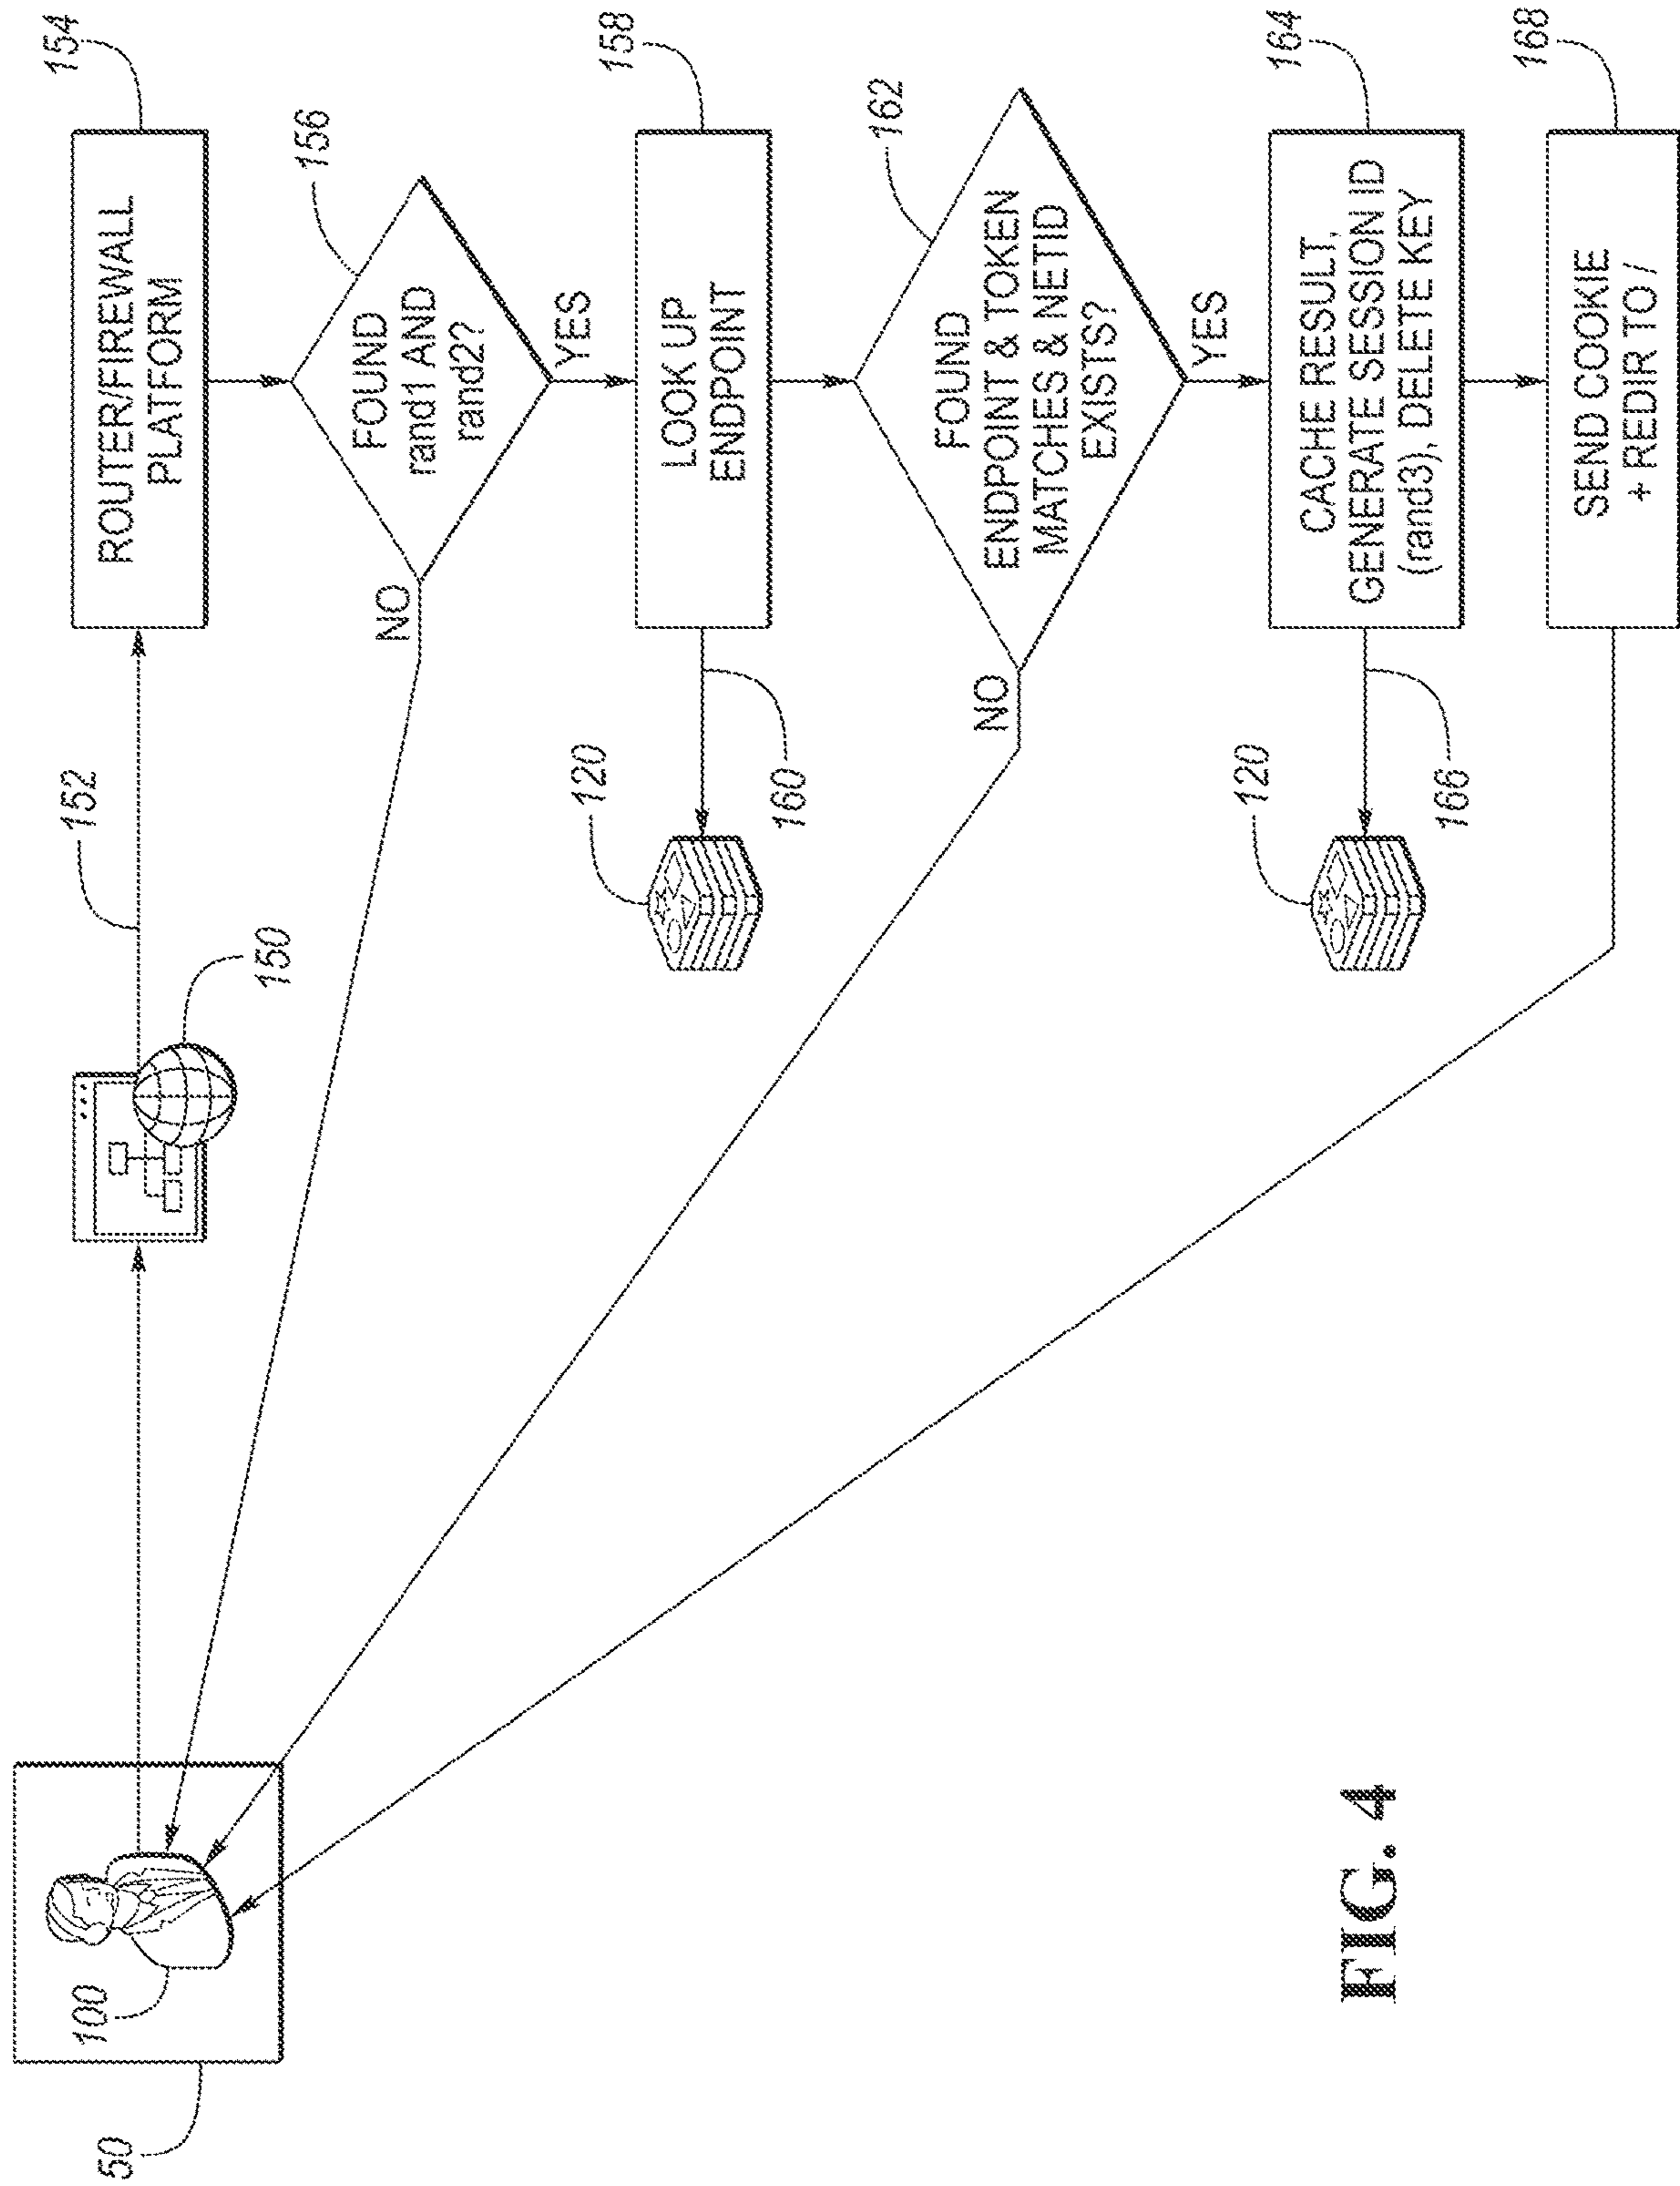 154
ROUTER/FIREWALL
PLATFORM
152
150
100
50
156
FOUND
rand1 AND
rand2?
NO
YES
158
LOOK UP
ENDPOINT
120
160
162
FOUND
ENDPOINT & TOKEN
MATCHES & NETID
EXISTS?
NO
YES
164
CACHE RESULT,
GENERATE SESSION ID
(rand3), DELETE KEY
120
166
168
SEND COOKIE
+ REDIR TO /
FIG. 4